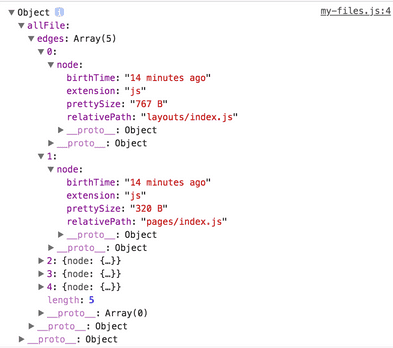 Object i my-files.js:4
allFile:
edges: Array(5)
0:
node:
birthTime: "14 minutes ago"
extension: "js"
prettySize: "767 B"
relativePath: "layouts/index.js"
__proto__: Object
__proto__: Object
1:
node:
birthTime: "14 minutes ago"
extension: "js"
prettySize: "320 B"
relativePath: "pages/index.js"
__proto__: Object
__proto__: Object
2: {node: {…}}
3: {node: {…}}
4: {node: {…}}
length: 5
__proto__: Array(0)
__proto__: Object
__proto__: Object